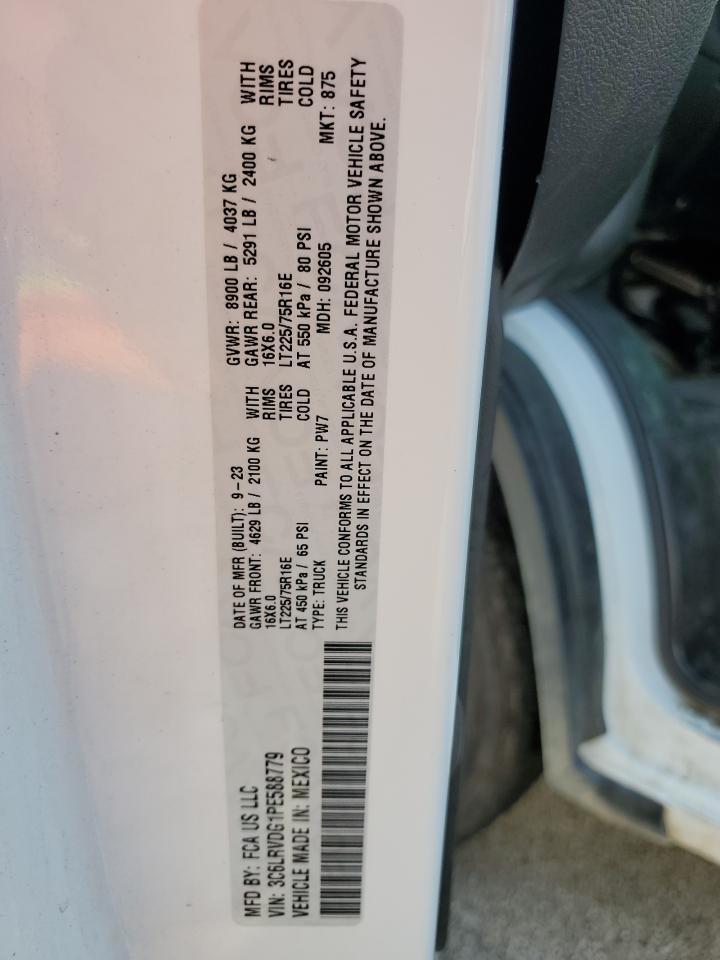 MFD BY: FCA US LLC
VIN: 3C6LRVDG1PE588779
VEHICLE MADE IN: MEXICO
DATE OF MFR (BUILT): 9-23 GVWR: 8900 LB / 4037 KG
GAWR FRONT: 4629 LB / 2100 KG WITH GAWR REAR: 5291 LB / 2400 KG WITH
16X6.0 RIMS 16X6.0 RIMS
LT225/75R16E TIRES LT225/75R16E TIRES
AT 450 kPa / 65 PSI COLD AT 550 kPa / 80 PSI COLD
TYPE: TRUCK PAINT: PW7 MDH: 092605 MKT: 875
THIS VEHICLE CONFORMS TO ALL APPLICABLE U.S.A. FEDERAL MOTOR VEHICLE SAFETY
STANDARDS IN EFFECT ON THE DATE OF MANUFACTURE SHOWN ABOVE.